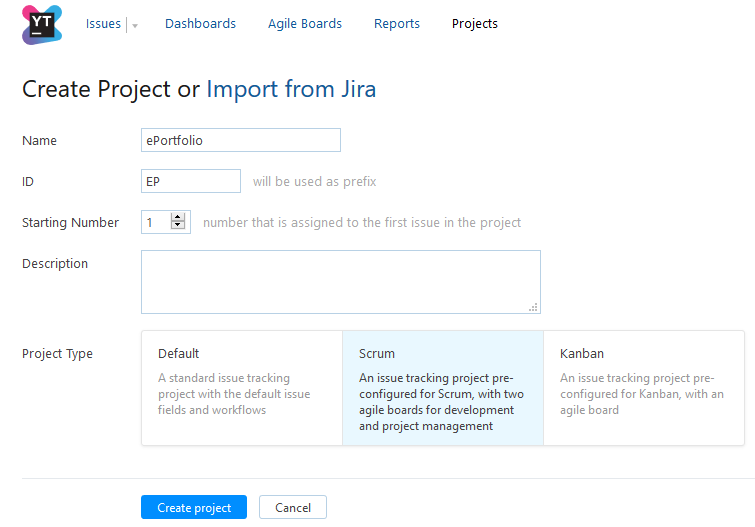 YT
Issues Dashboards Agile Boards Reports Projects
Create Project or Import from Jira
Name ePortfolio
ID EP will be used as prefix
Starting Number 1 number that is assigned to the first issue in the project
Description
Project Type
Default
A standard issue tracking
project with the default issue
fields and workflows
Scrum
An issue tracking project pre-
configured for Scrum, with two
agile boards for development
and project management
Kanban
An issue tracking project pre-
configured for Kanban, with an
agile board
Create project Cancel